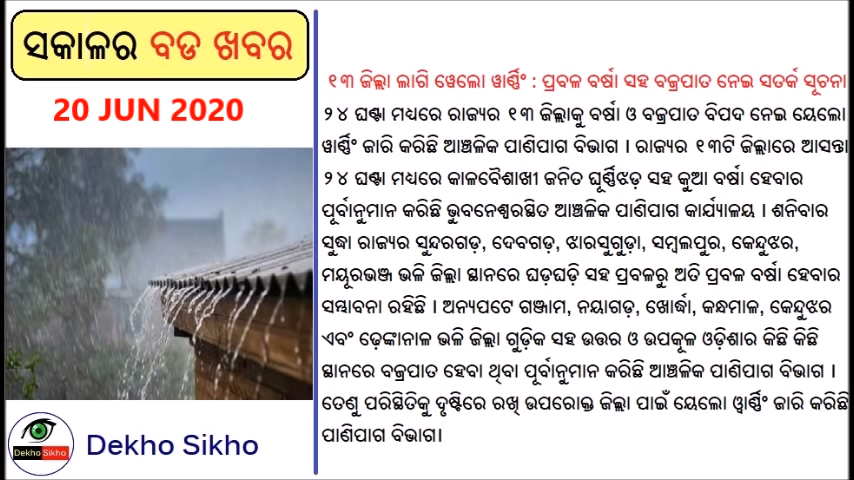 ସକାଳର ବଡ ଖବର
20 JUN 2020
୧୩ ଜିଲ୍ଲା ଲାଗି ୱେଲୋ ୱାର୍ଣ୍ଣିଂ : ପ୍ରବଳ ବର୍ଷା ସହ ବଜ୍ରପାତ ନେଇ ସତର୍କ ସୂଚନା
୨୪ ଘଣ୍ଟା ମଧ୍ୟରେ ରାଜ୍ୟର ୧୩ ଜିଲ୍ଲାକୁ ବର୍ଷା ଓ ବଜ୍ରପାତ ବିପଦ ନେଇ ୟେଲୋ
ୱାର୍ଣ୍ଣିଂ ଜାରି କରିଛି ଆଞ୍ଚଳିକ ପାଣିପାଗ ବିଭାଗ । ରାଜ୍ୟର ୧୩ଟି ଜିଲ୍ଲାରେ ଆସନ୍ତା
୨୪ ଘଣ୍ଟା ମଧ୍ୟରେ କାଳବୈଶାଖୀ ଜନିତ ଘୂର୍ଣ୍ଣିଝଡ଼ ସହ କୁଆ ବର୍ଷା ହେବାର
ପୂର୍ବାନୁମାନ କରିଛି ଭୁବନେଶ୍ୱରସ୍ଥିତ ଆଞ୍ଚଳିକ ପାଣିପାଗ କାର୍ଯ୍ୟାଳୟ । ଶନିବାର
ସୁଦ୍ଧା ରାଜ୍ୟର ସୁନ୍ଦରଗଡ଼, ଦେବଗଡ଼, ଝାରସୁଗୁଡ଼ା, ସମ୍ବଲପୁର, କେନ୍ଦୁଝର,
ମୟୂରଭଞ୍ଜ ଭଳି ଜିଲ୍ଲା ସ୍ଥାନରେ ଘଡ଼ଘଡ଼ି ସହ ପ୍ରବଳରୁ ଅତି ପ୍ରବଳ ବର୍ଷା ହେବାର
ସମ୍ଭାବନା ରହିଛି । ଅନ୍ୟପଟେ ଗଞ୍ଜାମ, ନୟାଗଡ଼, ଖୋର୍ଦ୍ଧା, କନ୍ଧମାଳ, କେନ୍ଦୁଝର
ଏବଂ ଢ଼େଙ୍କାନାଳ ଭଳି ଜିଲ୍ଲା ଗୁଡ଼ିକ ସହ ଉତ୍ତର ଓ ଉପକୂଳ ଓଡ଼ିଶାର କିଛି କିଛି
ସ୍ଥାନରେ ବଜ୍ରପାତ ହେବା ଥିବା ପୂର୍ବାନୁମାନ କରିଛି ଆଞ୍ଚଳିକ ପାଣିପାଗ ବିଭାଗ ।
ତେଣୁ ପରିସ୍ଥିତିକୁ ଦୃଷ୍ଟିରେ ରଖି ଉପରୋକ୍ତ ଜିଲ୍ଲା ପାଇଁ ୟେଲୋ ୱାର୍ଣ୍ଣିଂ ଜାରି କରିଛି
ପାଣିପାଗ ବିଭାଗ।
Dekho Sikho
Dekho Sikho